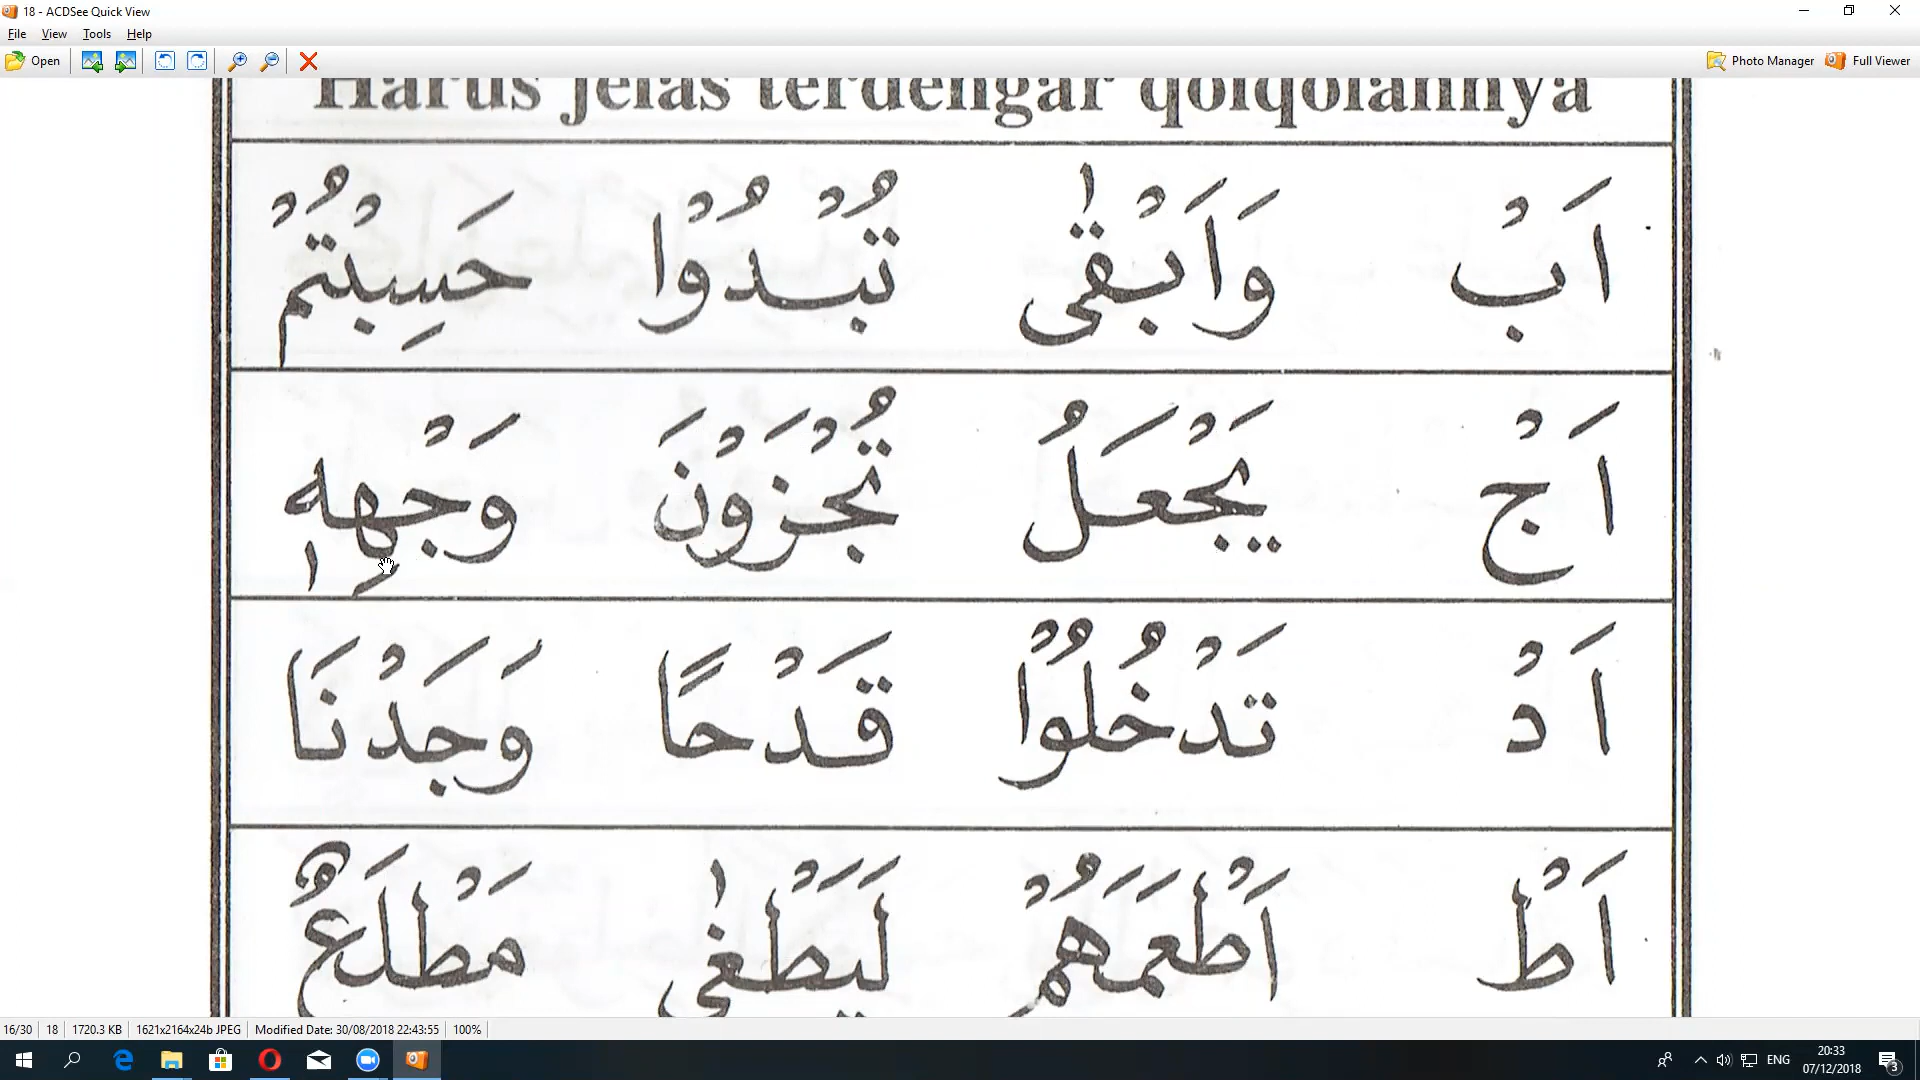 18 - ACDSee Quick View
File View Tools Help
Open Photo Manager Full Viewer
Harus jelas terdengar qolqolahnya
اَبْ وَاَبْقٰى تُبْدُوْا حَسِبْتُمْ
اَجْ يَجْعَلُ تُجْزَوْنَ وَجْهِهٖ
اَدْ تَدْخُلُوْا قَدْحًا وَجَدْنَا
اَطْ اَطْعَمَهُمْ لَيَطْغٰى مَطْلَعٌ
16/30 18 1720.3 KB 1621x2164x24b JPEG Modified Date: 30/08/2018 22:43:55 100%
ENG 20:33
07/12/2018 3